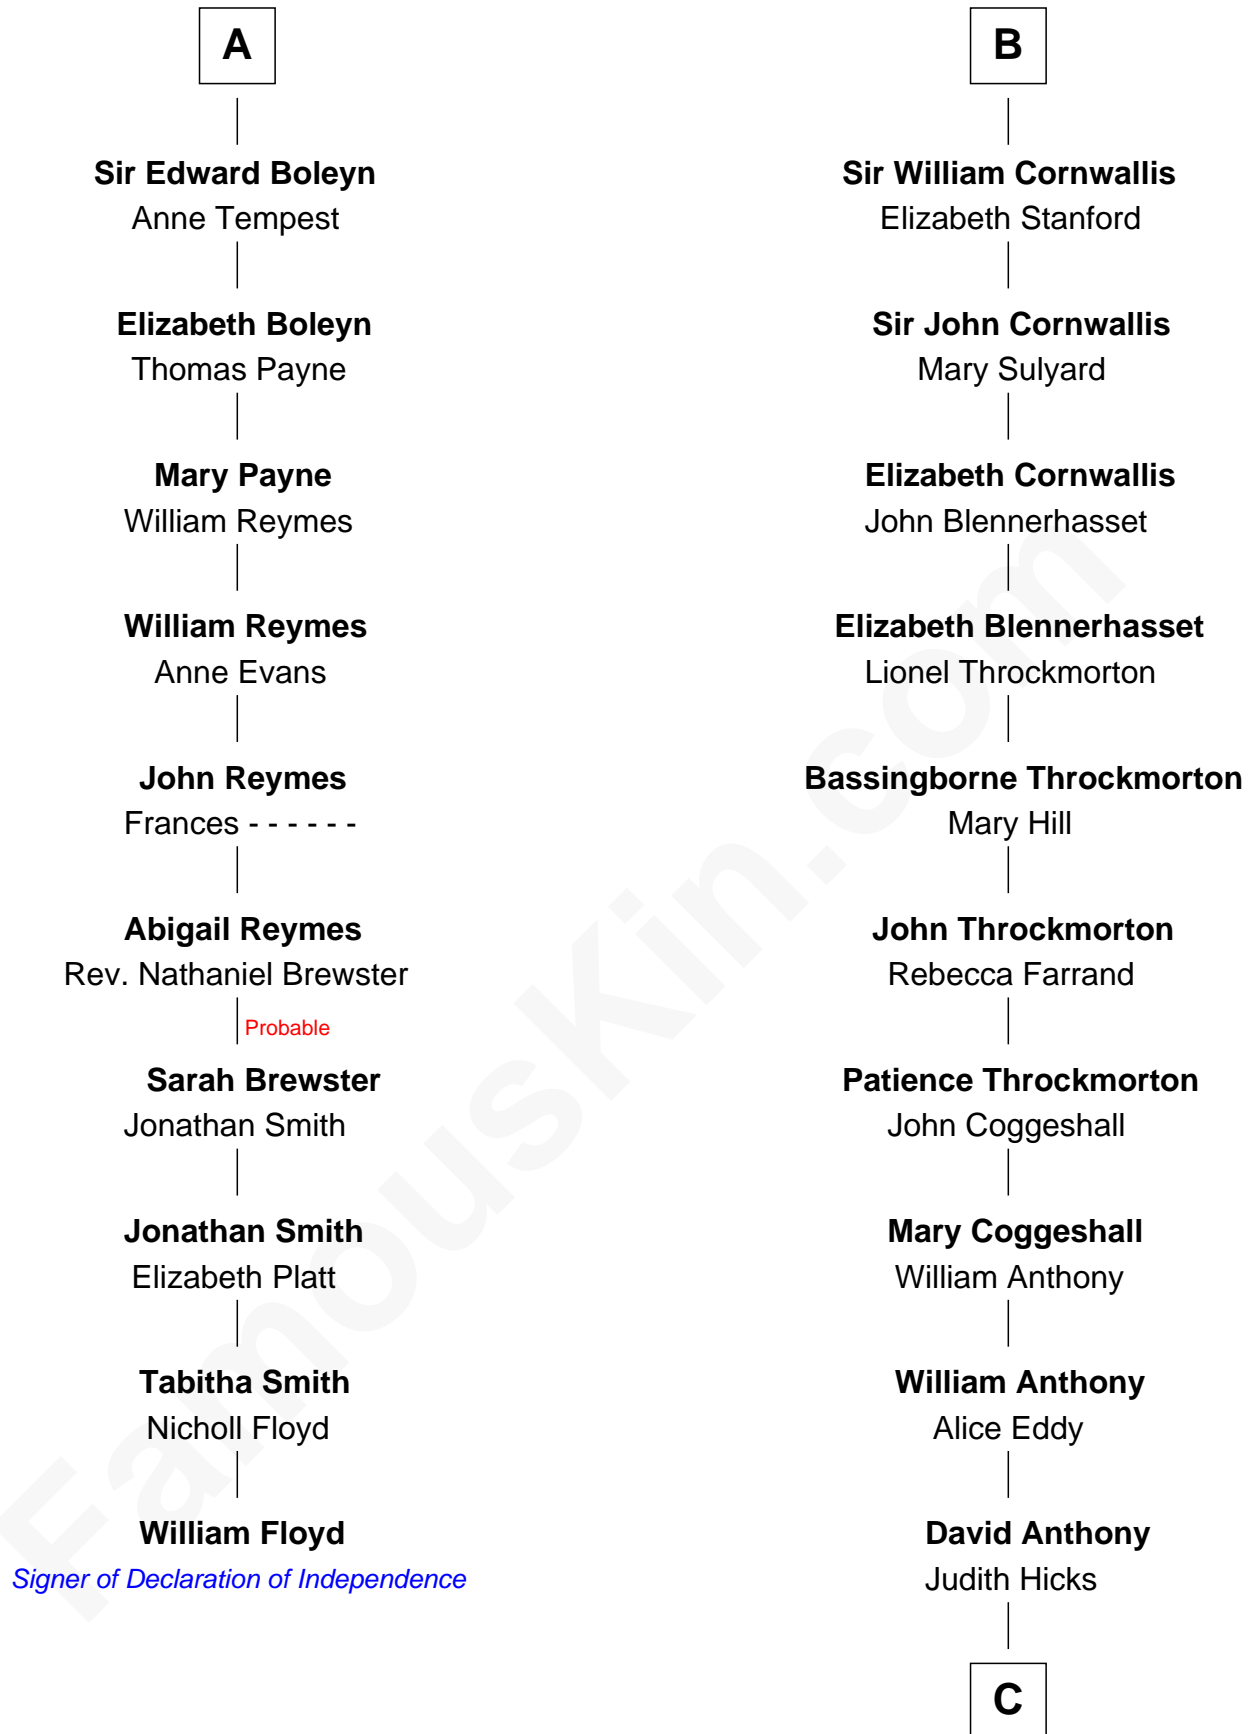 A
Sir Edward Boleyn
Anne Tempest
Elizabeth Boleyn
Thomas Payne
Mary Payne
William Reymes
William Reymes
Anne Evans
John Reymes
Frances - - - - - -
Abigail Reymes
Rev. Nathaniel Brewster
Probable
Sarah Brewster
Jonathan Smith
Jonathan Smith
Elizabeth Platt
Tabitha Smith
Nicholl Floyd
William Floyd
Signer of Declaration of Independence
B
Sir William Cornwallis
Elizabeth Stanford
Sir John Cornwallis
Mary Sulyard
Elizabeth Cornwallis
John Blennerhasset
Elizabeth Blennerhasset
Lionel Throckmorton
Bassingborne Throckmorton
Mary Hill
John Throckmorton
Rebecca Farrand
Patience Throckmorton
John Coggeshall
Mary Coggeshall
William Anthony
William Anthony
Alice Eddy
David Anthony
Judith Hicks
C
FamousKin.com